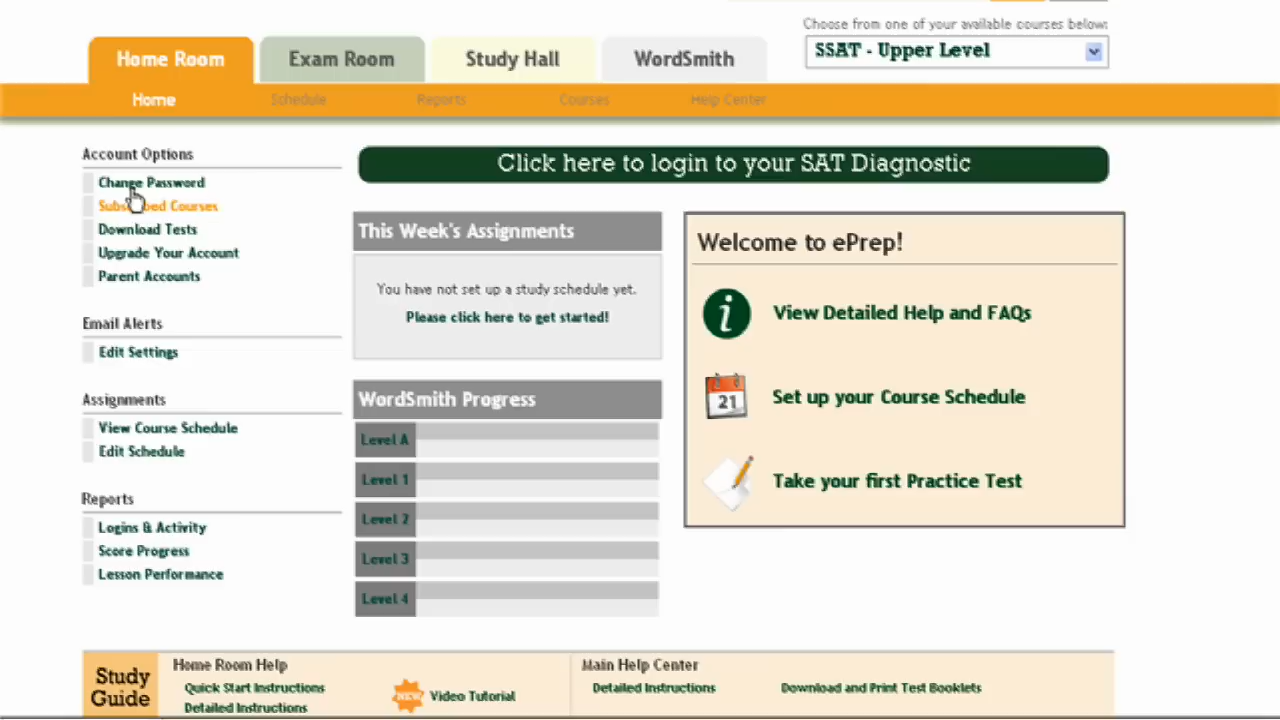 Choose from one of your available courses below:
SSAT - Upper Level
Home Room
Exam Room
Study Hall
WordSmith
Home
Schedule
Reports
Courses
Help Center
Account Options
Change Password
Subscribed Courses
Download Tests
Upgrade Your Account
Parent Accounts
Email Alerts
Edit Settings
Assignments
View Course Schedule
Edit Schedule
Reports
Logins & Activity
Score Progress
Lesson Performance
Click here to login to your SAT Diagnostic
This Week's Assignments
You have not set up a study schedule yet.
Please click here to get started!
WordSmith Progress
Level A
Level 1
Level 2
Level 3
Level 4
Welcome to ePrep!
View Detailed Help and FAQs
21
Set up your Course Schedule
Take your first Practice Test
Study
Guide
Home Room Help
Quick Start Instructions
Detailed Instructions
NEW
Video Tutorial
Main Help Center
Detailed Instructions
Download and Print Test Booklets